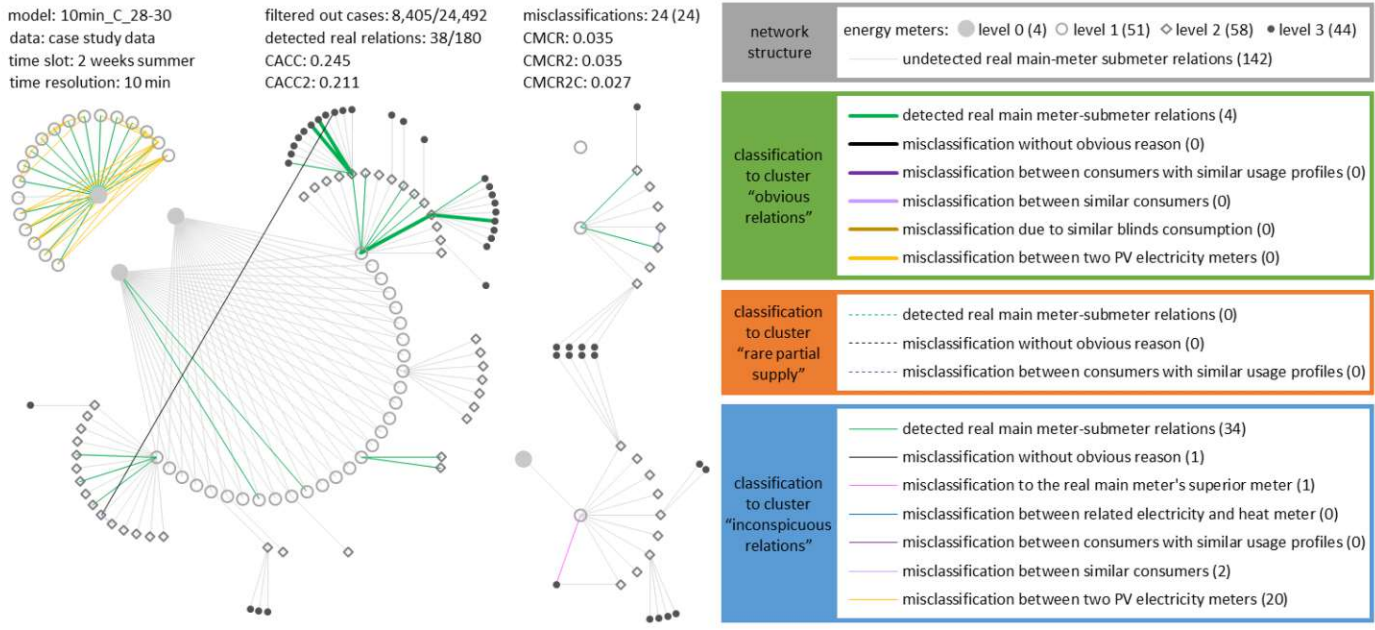 model: 10min_C_28-30
data: case study data
time slot: 2 weeks summer
time resolution: 10 min
filtered out cases: 8,405/24,492
detected real relations: 38/180
CACC: 0.245
CACC2: 0.211
misclassifications: 24 (24)
CMCR: 0.035
CMCR2: 0.035
CMCR2C: 0.027
network
structure
energy meters: level 0 (4) level 1 (51) level 2 (58) level 3 (44)
undetected real main-meter submeter relations (142)
classification
to cluster
“obvious
relations”
detected real main meter-submeter relations (4)
misclassification without obvious reason (0)
misclassification between consumers with similar usage profiles (0)
misclassification between similar consumers (0)
misclassification due to similar blinds consumption (0)
misclassification between two PV electricity meters (0)
classification
to cluster
“rare partial
supply”
detected real main meter-submeter relations (0)
misclassification without obvious reason (0)
misclassification between consumers with similar usage profiles (0)
classification
to cluster
“inconspicuous
relations”
detected real main meter-submeter relations (34)
misclassification without obvious reason (1)
misclassification to the real main meter's superior meter (1)
misclassification between related electricity and heat meter (0)
misclassification between consumers with similar usage profiles (0)
misclassification between similar consumers (2)
misclassification between two PV electricity meters (20)